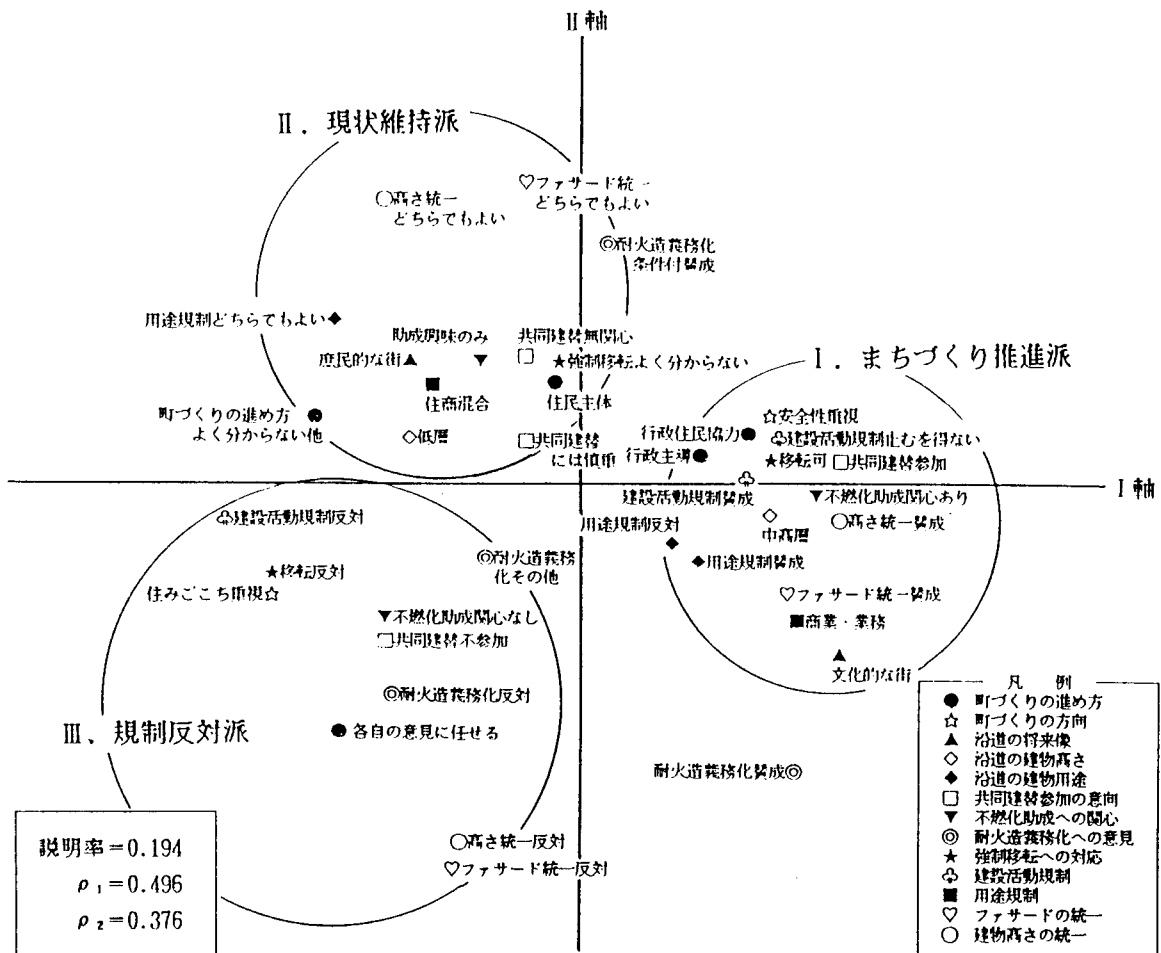 II 軸
II. 現状維持派
○高さ統一
どちらでもよい
♡ファサード統一
どちらでもよい
◎耐火造義務化
条件付賛成
用途規制どちらでもよい◆
助成興味のみ
▼
共同建替無関心
□
庶民的な街▲
★強制移転よく分からない
■
住商混合
●
住民主体
町づくりの進め方●
よく分からない他
◇低層
□共同建替
には慎重
I. まちづくり推進派
☆安全性重視
行政住民協力●
♧建設活動規制止むを得ない
行政主導●
★移転可
□共同建替参加
♧
建設活動規制賛成
I 軸
▼不燃化助成関心あり
◇
中高層
○高さ統一賛成
用途規制反対
◆
◆用途規制賛成
♡ファサード統一賛成
■商業・業務
▲
文化的な街
♧建設活動規制反対
◎耐火造義務
化その他
★移転反対
住みごこち重視☆
▼不燃化助成関心なし
□共同建替不参加
◎耐火造義務化反対
III、規制反対派
●各自の意見に任せる
耐火造義務化賛成◎
○高さ統一反対
♡ファサード統一反対
説明率=0.194
ρ₁=0.496
ρ₂=0.376
凡 例
● 町づくりの進め方
☆ 町づくりの方向
▲ 沿道の将来像
◇ 沿道の建物高さ
◆ 沿道の建物用途
□ 共同建替参加の意向
▼ 不燃化助成への関心
◎ 耐火造義務化への意見
★ 強制移転への対応
♧ 建設活動規制
■ 用途規制
♡ ファサードの統一
○ 建物高さの統一